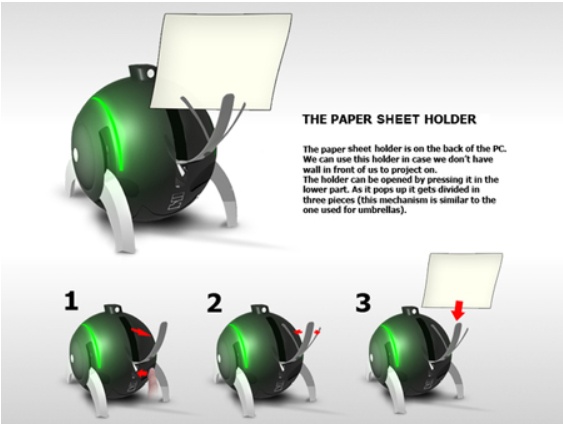 THE PAPER SHEET HOLDER
The paper sheet holder is on the back of the PC.
We can use this holder in case we don't have
wall in front of us to project on.
The holder can be opened by pressing it in the
lower part. As it pops up it gets divided in
three pieces (this mechanism is similar to the
one used for umbrellas).
1 2 3